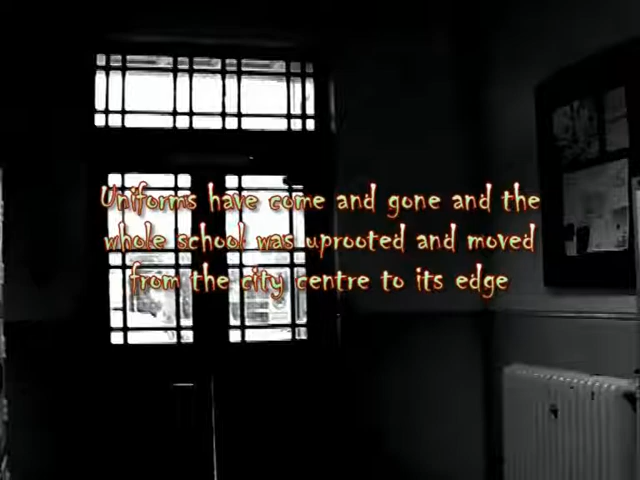 Uniforms have come and gone and the
whole school was uprooted and moved
from the city centre to its edge